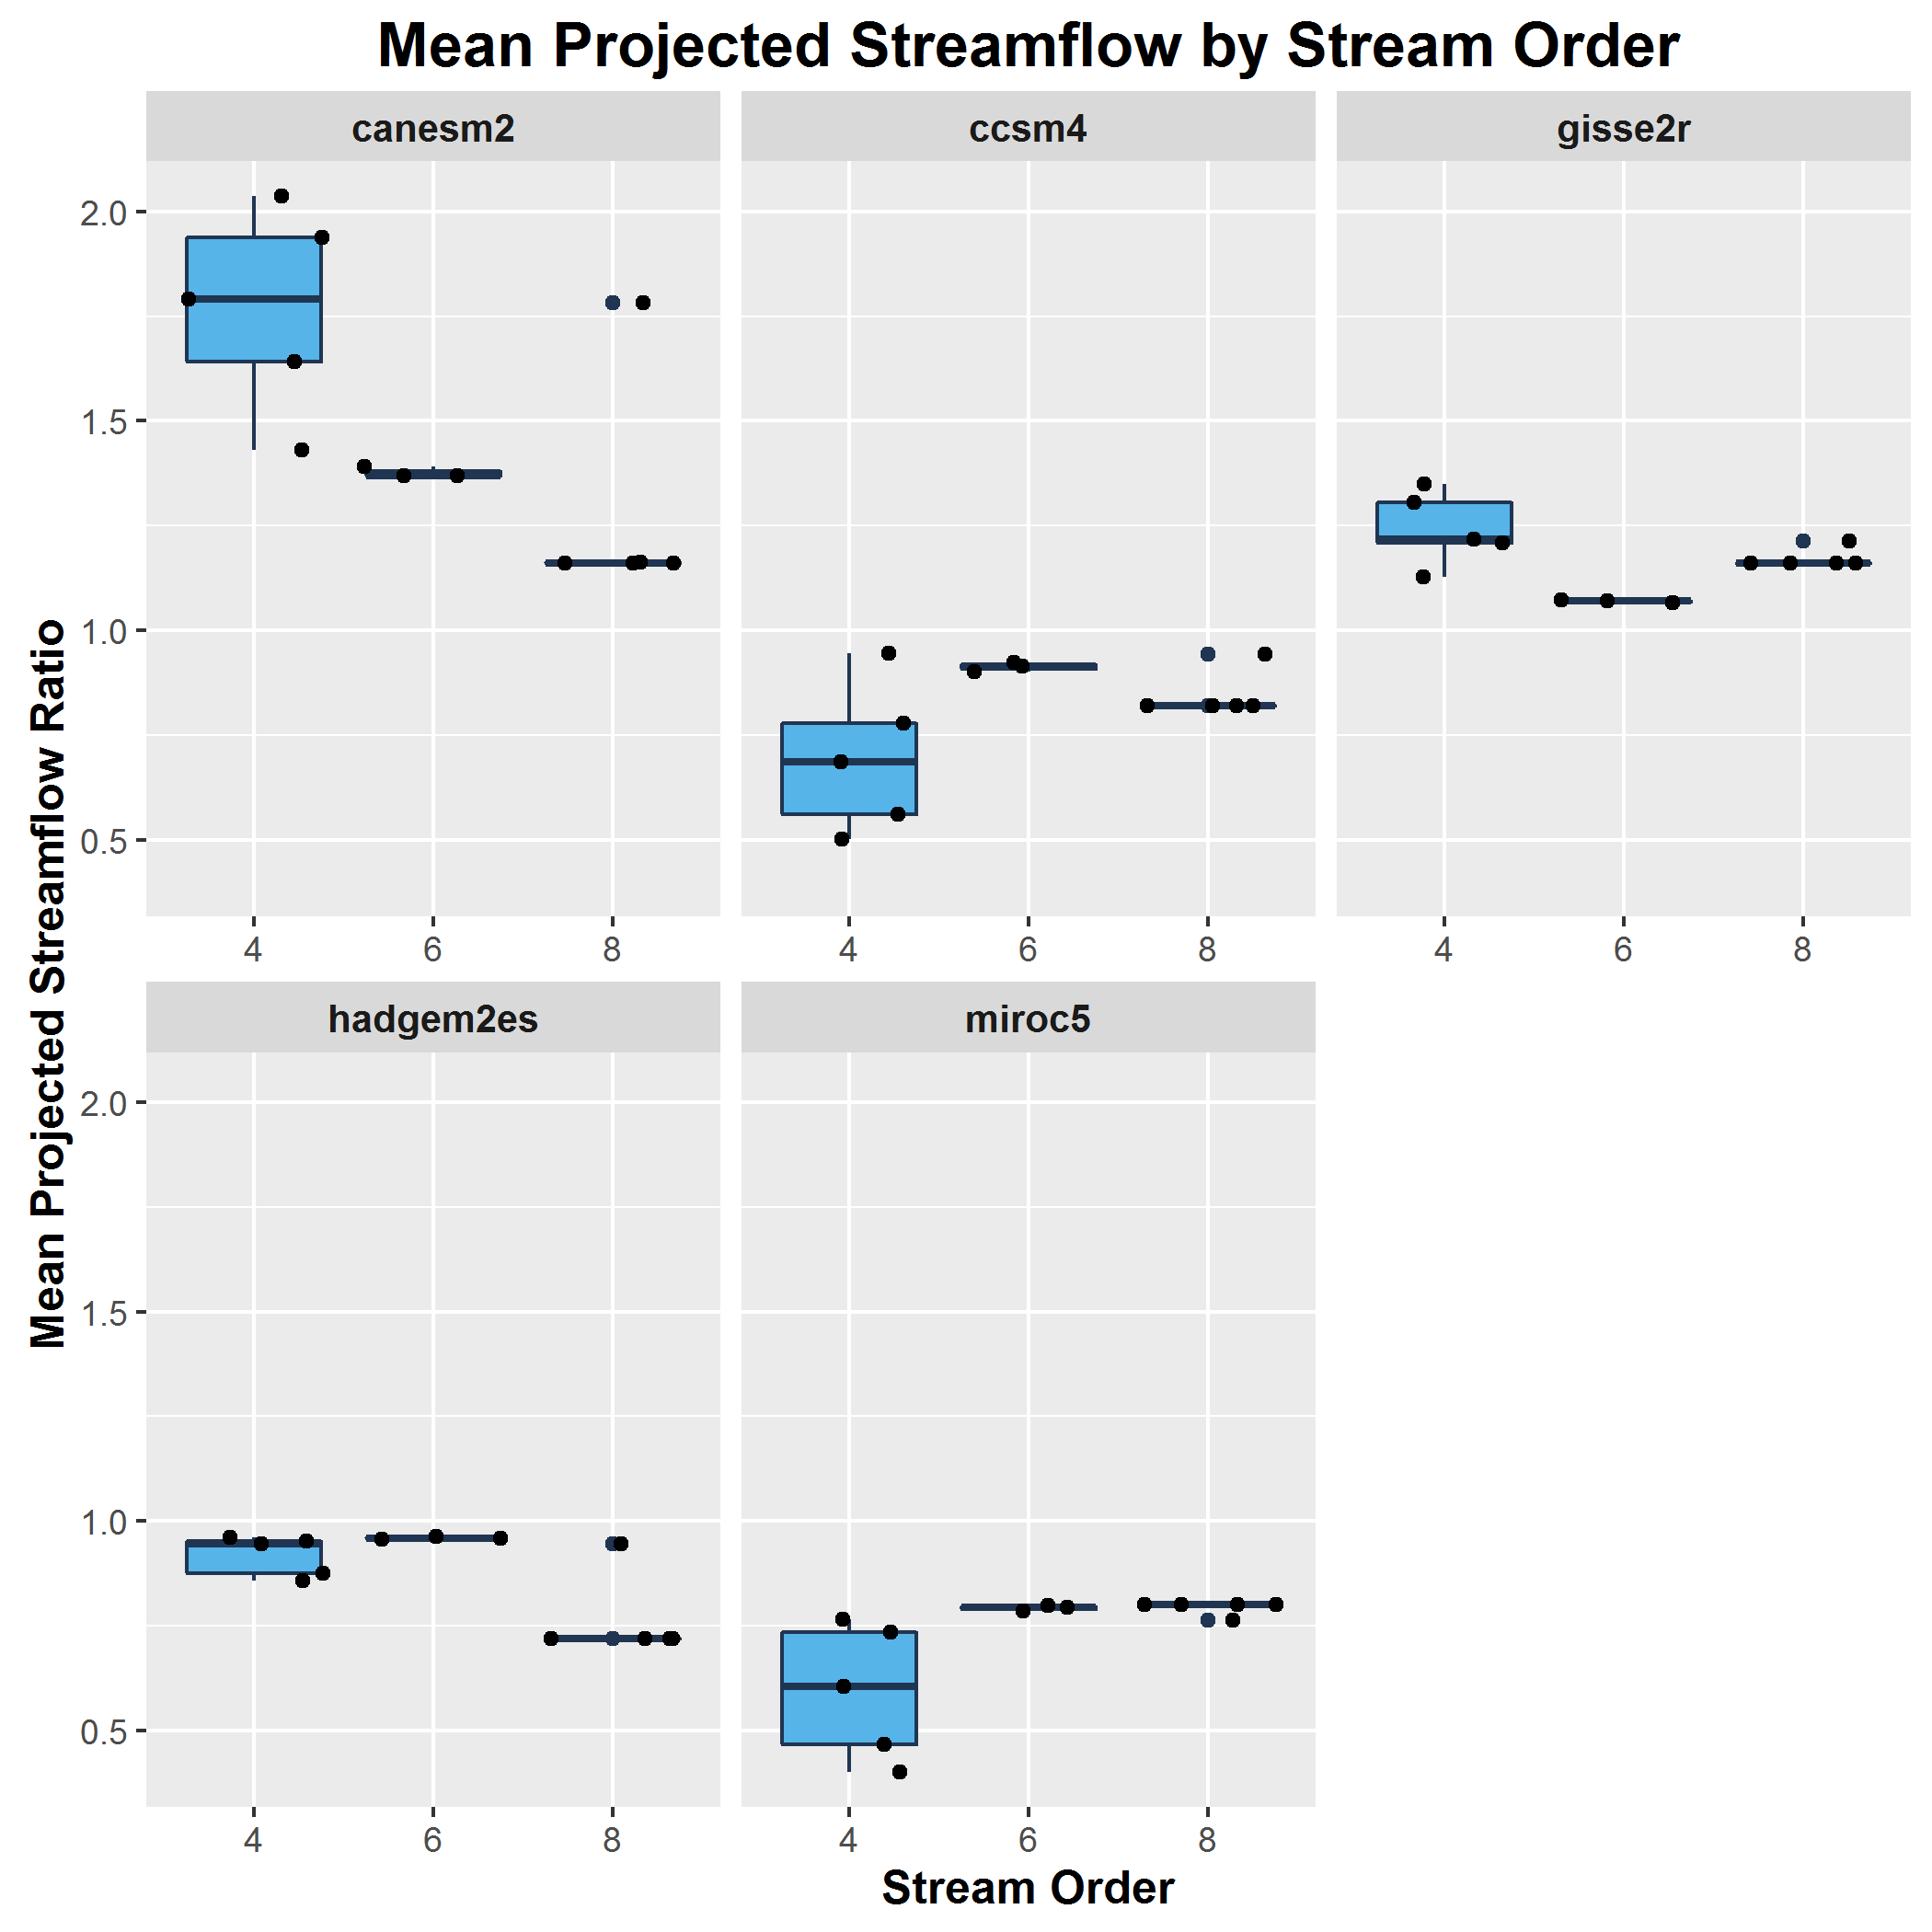 Mean Projected Streamflow by Stream Order
canesm2 ccsm4 gisse2r
2.0
1.5
1.0
0.5
4 6 8 4 6 8 4 6 8
Mean Projected Streamflow Ratio
hadgem2es miroc5
2.0
1.5
1.0
0.5
4 6 8 4 6 8
Stream Order